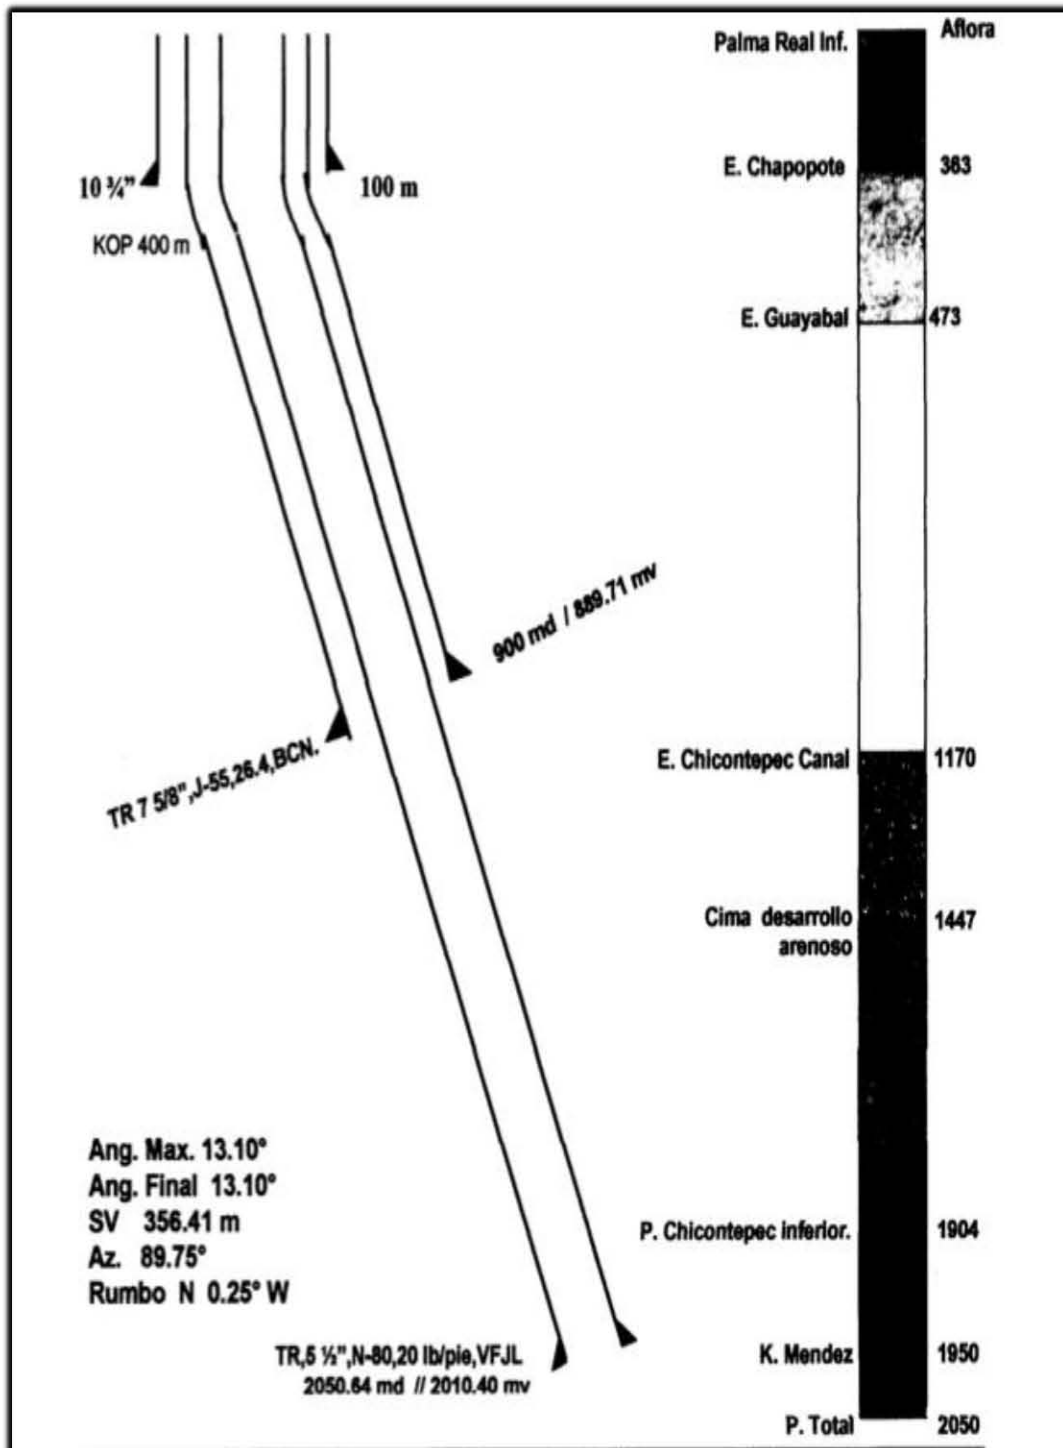 Palma Real Inf.
Aflora
E. Chapopote
363
10 ¾"
100 m
KOP 400 m
E. Guayabal
473
900 md / 889.71 mv
TR 7 5/8",J-55,26.4,BCN.
E. Chicontepec Canal
1170
Cima desarrollo
arenoso
1447
Ang. Max. 13.10°
Ang. Final 13.10°
SV 356.41 m
Az. 89.75°
Rumbo N 0.25° W
P. Chicontepec inferior.
1904
TR,5 ½",N-80,20 lb/pie,VFJL
2050.64 md // 2010.40 mv
K. Mendez
1950
P. Total
2050